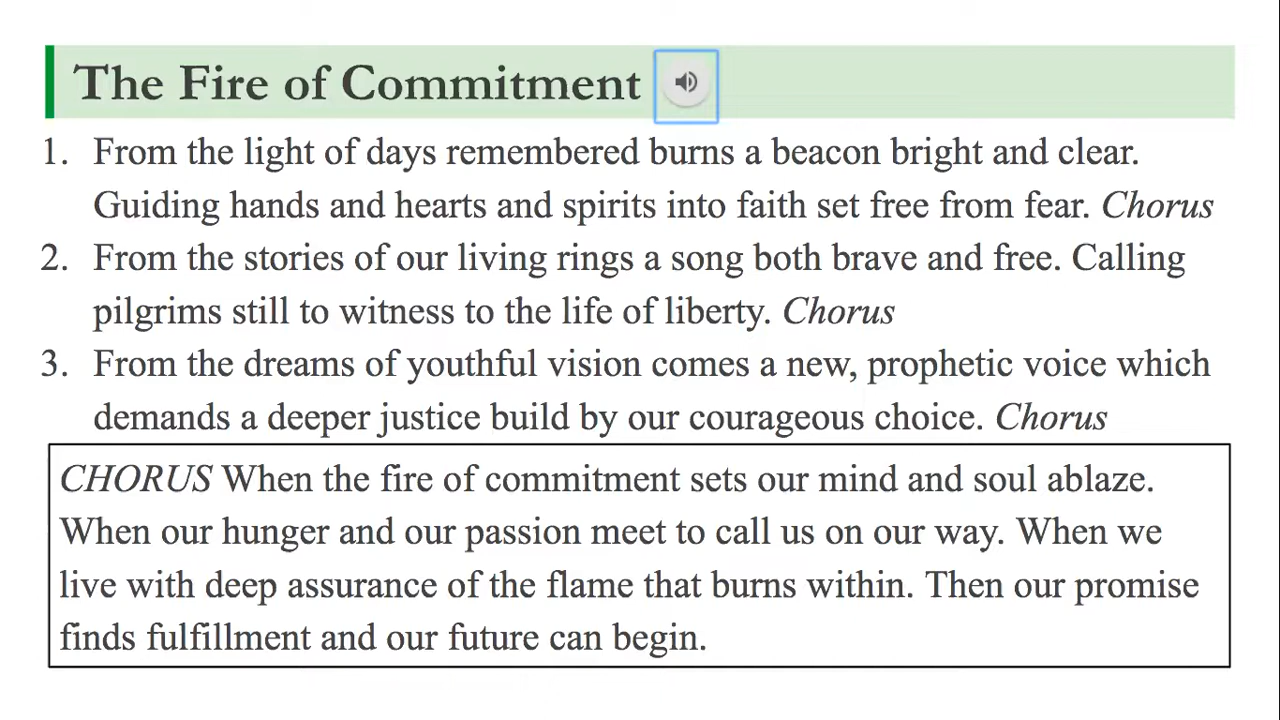 The Fire of Commitment
1. From the light of days remembered burns a beacon bright and clear.
Guiding hands and hearts and spirits into faith set free from fear. Chorus
2. From the stories of our living rings a song both brave and free. Calling
pilgrims still to witness to the life of liberty. Chorus
3. From the dreams of youthful vision comes a new, prophetic voice which
demands a deeper justice build by our courageous choice. Chorus
CHORUS When the fire of commitment sets our mind and soul ablaze.
When our hunger and our passion meet to call us on our way. When we
live with deep assurance of the flame that burns within. Then our promise
finds fulfillment and our future can begin.